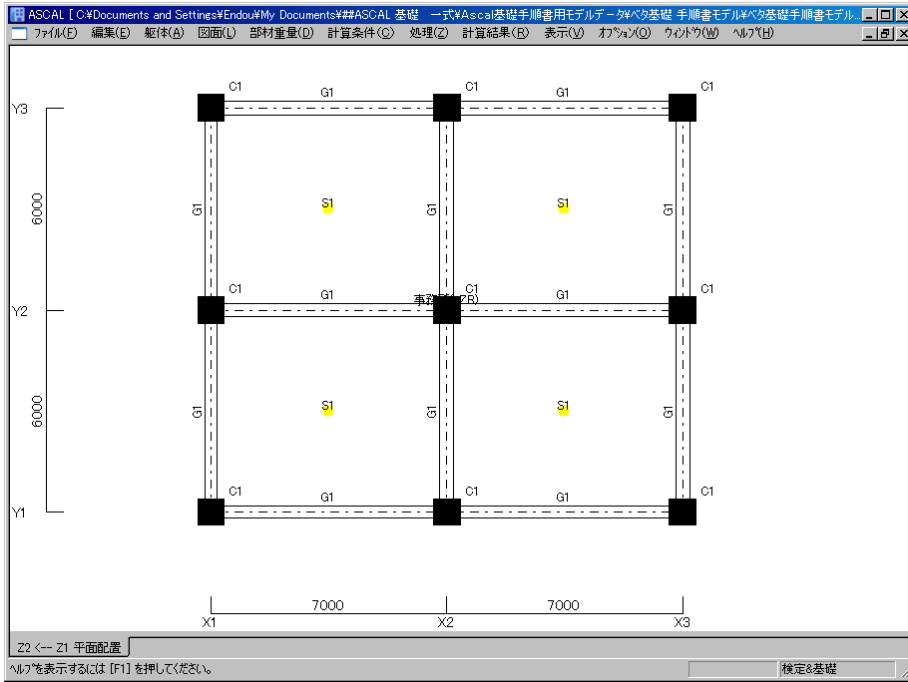 ASCAL [ C:¥Documents and Settings¥Endou¥My Documents¥##ASCAL 基礎 一式¥Ascal基礎手順書用モデルデータ¥ベタ基礎 手順書モデル¥ベタ基礎手順書モデル...
ファイル(F) 編集(E) 躯体(A) 図面(L) 部材重量(D) 計算条件(C) 処理(Z) 計算結果(R) 表示(V) オプション(O) ウィンドウ(W) ヘルプ(H)
C1 C1 C1
G1 G1
Y3
6000
G1 S1 G1 S1 G1
C1 C1 C1
G1 G1
Y2
6000
G1 S1 G1 S1 G1
C1 C1 C1
G1 G1
Y1
7000 7000
X1 X2 X3
Z2 <-- Z1 平面配置
ヘルプを表示するには [F1] を押してください。 検定&基礎